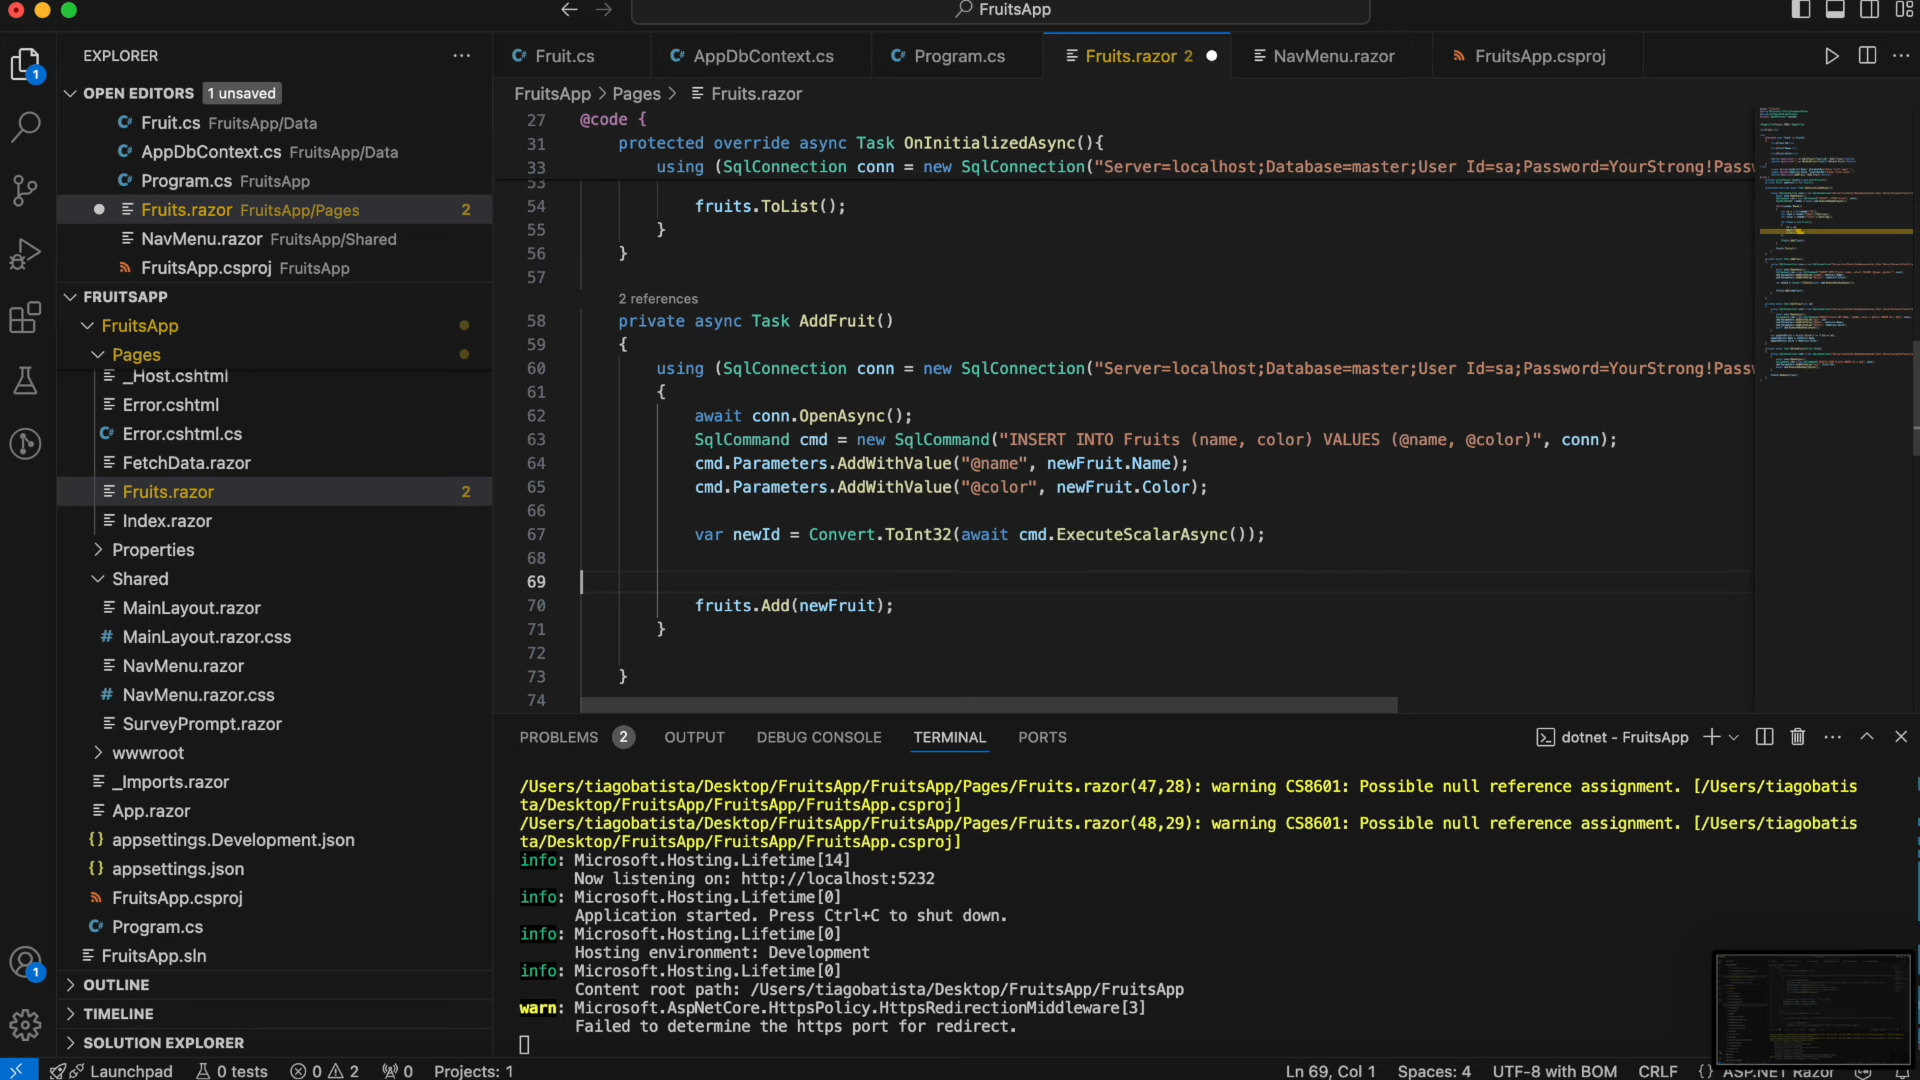 FruitsApp
EXPLORER
OPEN EDITORS 1 unsaved
Fruit.cs FruitsApp/Data
AppDbContext.cs FruitsApp/Data
Program.cs FruitsApp
Fruits.razor FruitsApp/Pages 2
NavMenu.razor FruitsApp/Shared
FruitsApp.csproj FruitsApp
FRUITSAPP
FruitsApp
Pages
_Host.cshtml
Error.cshtml
Error.cshtml.cs
FetchData.razor
Fruits.razor 2
Index.razor
Properties
Shared
MainLayout.razor
MainLayout.razor.css
NavMenu.razor
NavMenu.razor.css
SurveyPrompt.razor
wwwroot
_Imports.razor
App.razor
appsettings.Development.json
appsettings.json
FruitsApp.csproj
Program.cs
FruitsApp.sln
OUTLINE
TIMELINE
SOLUTION EXPLORER
1
1
Fruit.cs AppDbContext.cs Program.cs Fruits.razor 2 NavMenu.razor FruitsApp.csproj
FruitsApp > Pages > Fruits.razor
27 @code {
31 protected override async Task OnInitializedAsync(){
33 using (SqlConnection conn = new SqlConnection("Server=localhost;Database=master;User Id=sa;Password=YourStrong!Passw
53
54 fruits.ToList();
55 }
56 }
57
2 references
58 private async Task AddFruit()
59 {
60 using (SqlConnection conn = new SqlConnection("Server=localhost;Database=master;User Id=sa;Password=YourStrong!Passw
61 {
62 await conn.OpenAsync();
63 SqlCommand cmd = new SqlCommand("INSERT INTO Fruits (name, color) VALUES (@name, @color)", conn);
64 cmd.Parameters.AddWithValue("@name", newFruit.Name);
65 cmd.Parameters.AddWithValue("@color", newFruit.Color);
66
67 var newId = Convert.ToInt32(await cmd.ExecuteScalarAsync());
68
69
70 fruits.Add(newFruit);
71 }
72
73 }
74
PROBLEMS 2 OUTPUT DEBUG CONSOLE TERMINAL PORTS dotnet - FruitsApp
/Users/tiagobatista/Desktop/FruitsApp/FruitsApp/Pages/Fruits.razor(47,28): warning CS8601: Possible null reference assignment. [/Users/tiagobatis
ta/Desktop/FruitsApp/FruitsApp/FruitsApp.csproj]
/Users/tiagobatista/Desktop/FruitsApp/FruitsApp/Pages/Fruits.razor(48,29): warning CS8601: Possible null reference assignment. [/Users/tiagobatis
ta/Desktop/FruitsApp/FruitsApp/FruitsApp.csproj]
info: Microsoft.Hosting.Lifetime[14]
Now listening on: http://localhost:5232
info: Microsoft.Hosting.Lifetime[0]
Application started. Press Ctrl+C to shut down.
info: Microsoft.Hosting.Lifetime[0]
Hosting environment: Development
info: Microsoft.Hosting.Lifetime[0]
Content root path: /Users/tiagobatista/Desktop/FruitsApp/FruitsApp
warn: Microsoft.AspNetCore.HttpsPolicy.HttpsRedirectionMiddleware[3]
Failed to determine the https port for redirect.
Launchpad 0 tests 0 2 0 Projects: 1 Ln 69, Col 1 Spaces: 4 UTF-8 with BOM CRLF {} ASP.NET Razor